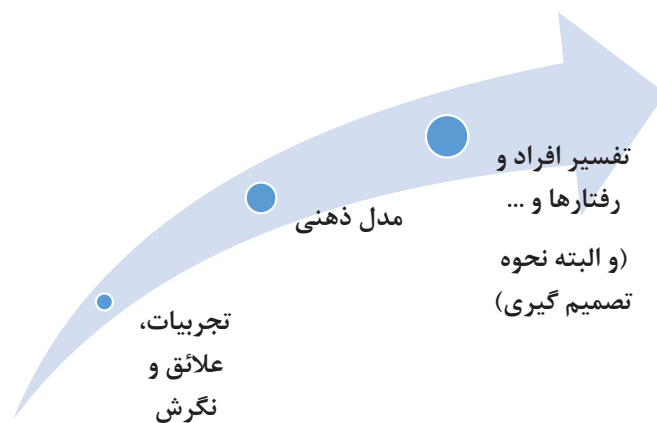 تجربیات،
علائق و
نگرش
مدل ذهنی
تفسیر افراد و
رفتارها و ...
(و البته نحوه
تصمیم گیری)